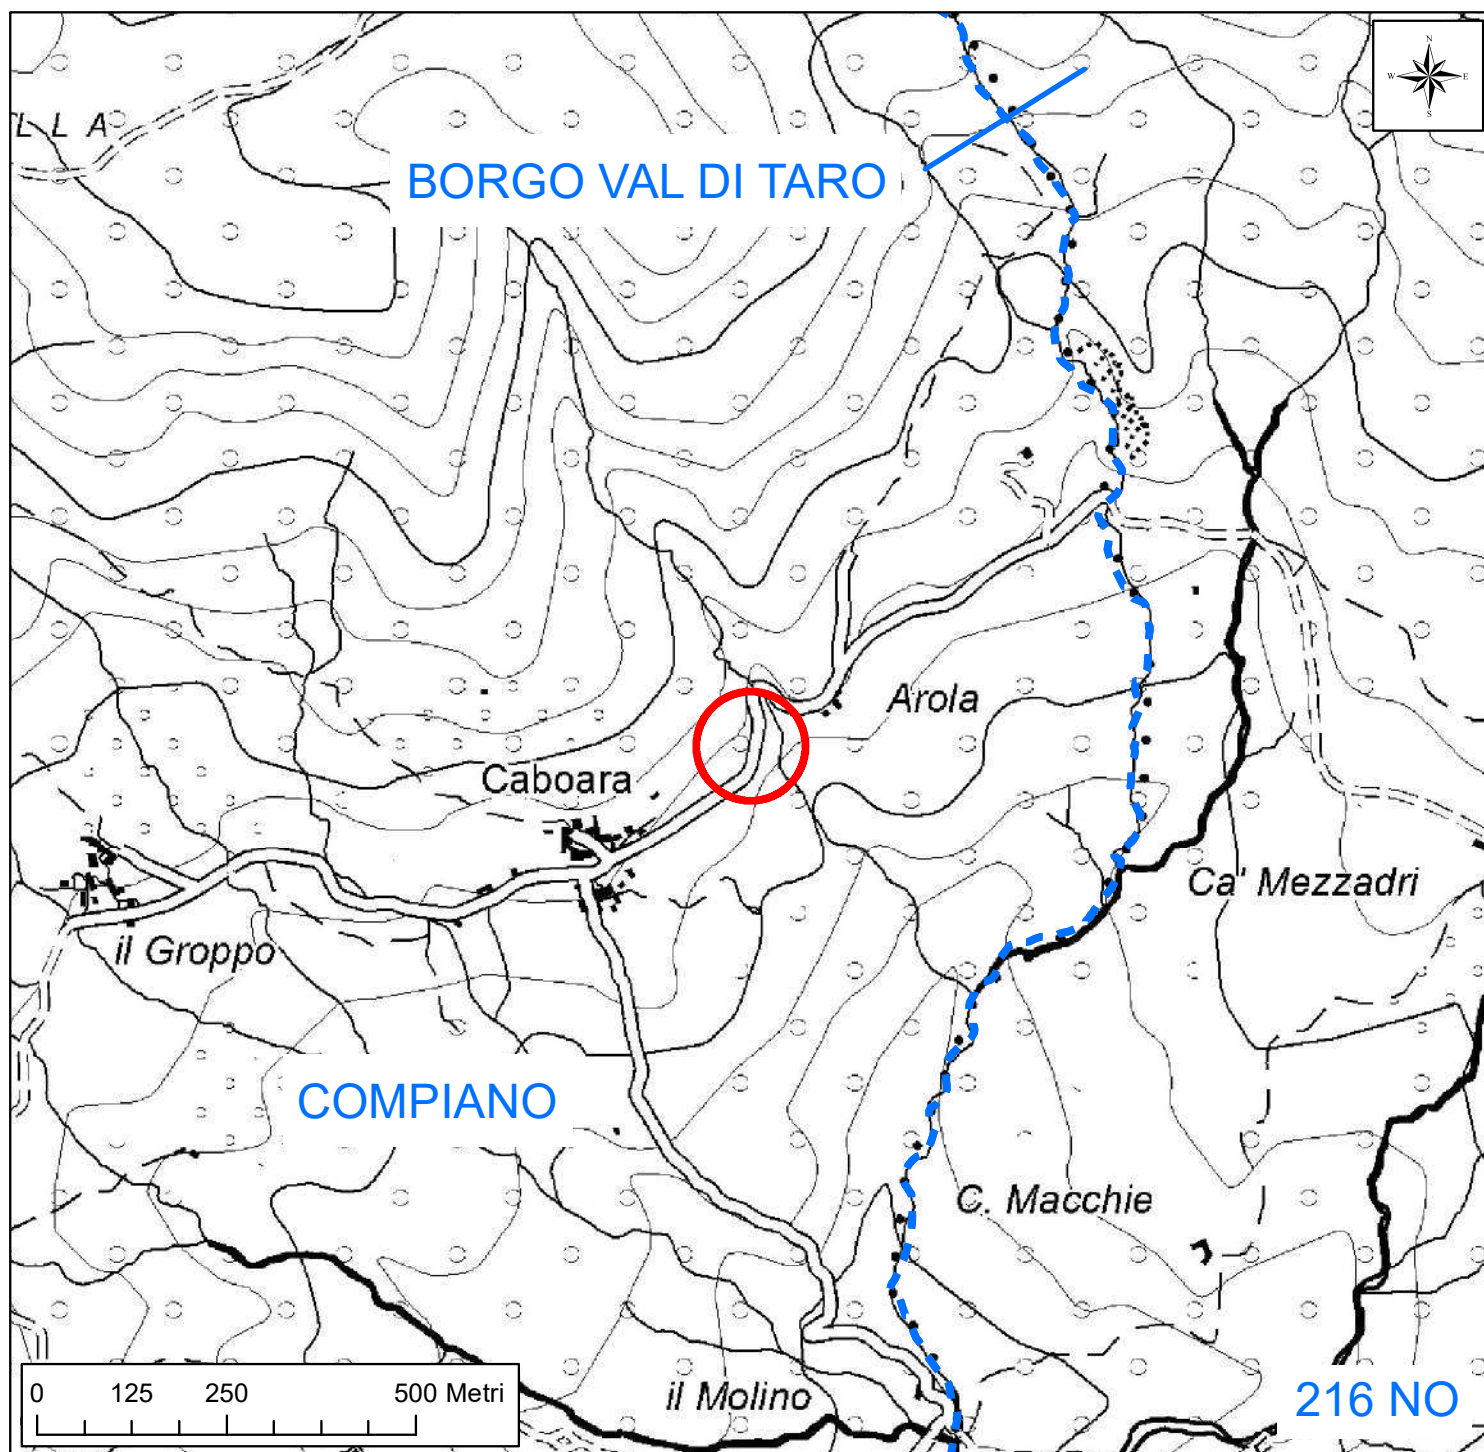 N
W E
S
L L A
BORGO VAL DI TARO
Arola
Caboara
Ca' Mezzadri
il Groppo
COMPIANO
C. Macchie
0 125 250 500 Metri
il Molino
216 NO